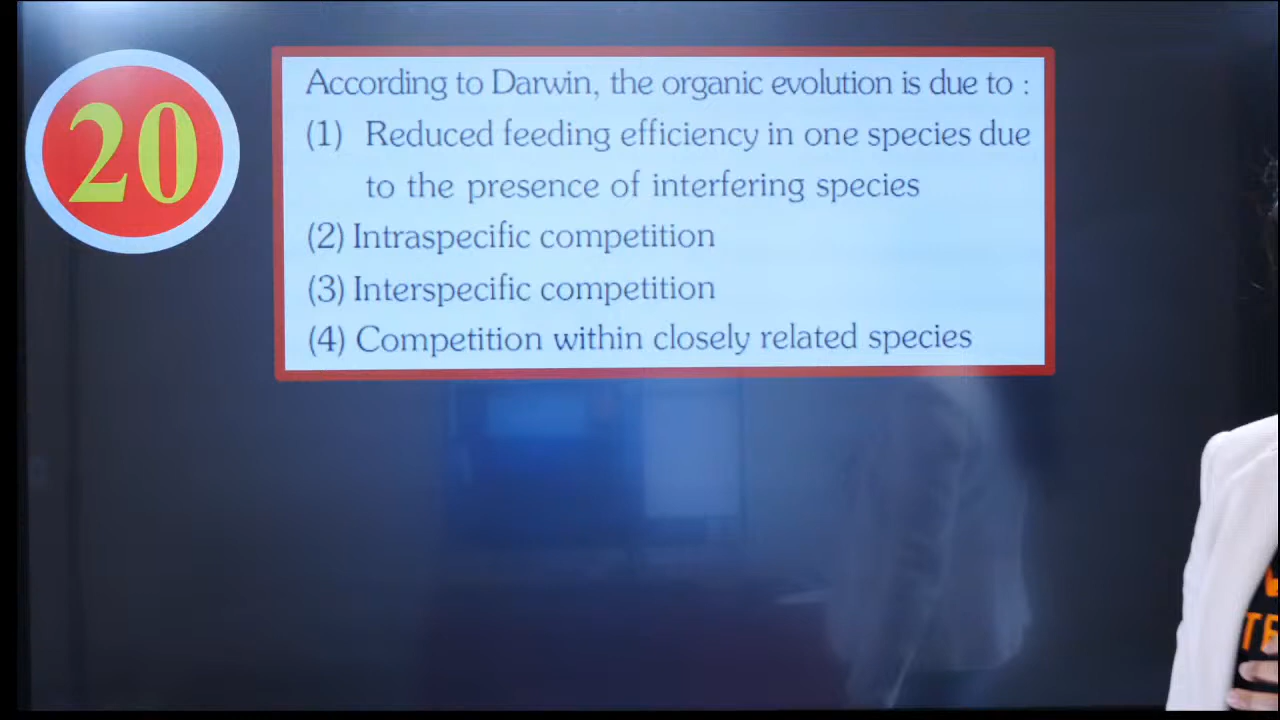 20
According to Darwin, the organic evolution is due to :
(1) Reduced feeding efficiency in one species due
to the presence of interfering species
(2) Intraspecific competition
(3) Interspecific competition
(4) Competition within closely related species